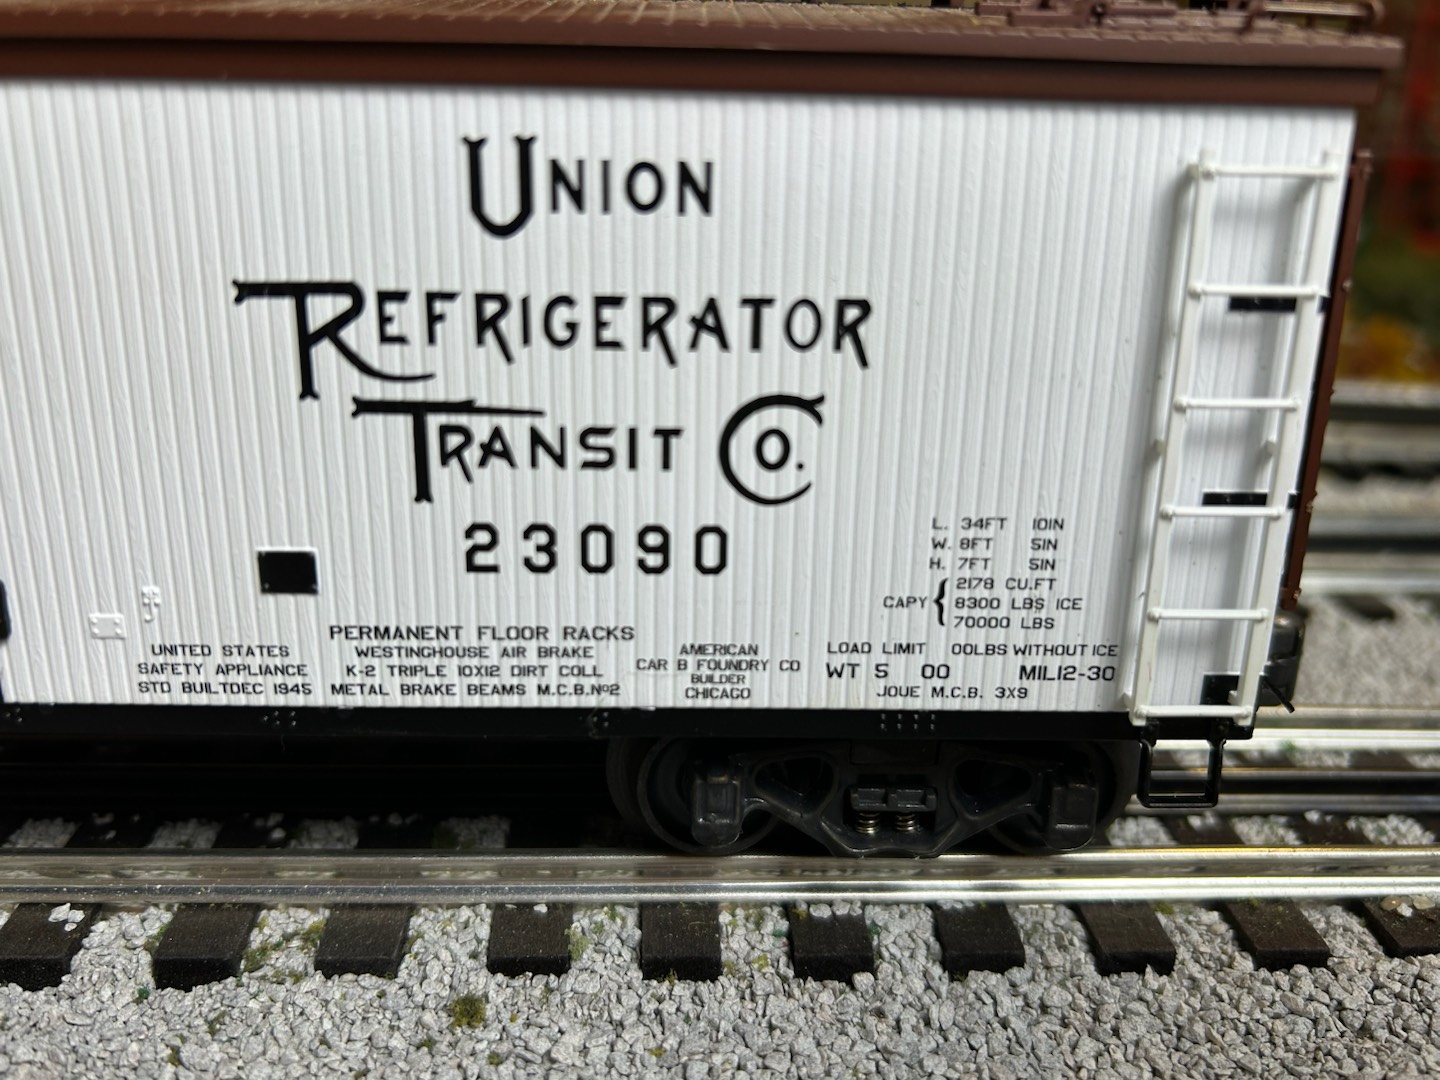 UNION
REFRIGERATOR
TRANSIT CO.
23090
L. 34FT 10IN
W. 8FT 5IN
H. 7FT 5IN
CAPY { 2178 CU.FT
8300 LBS ICE
70000 LBS
UNITED STATES
SAFETY APPLIANCE
STD BUILTDEC 1945
PERMANENT FLOOR RACKS
WESTINGHOUSE AIR BRAKE
K-2 TRIPLE 10X12 DIRT COLL
METAL BRAKE BEAMS M.C.B.Nº2
AMERICAN
CAR B FOUNDRY CO
BUILDER
CHICAGO
LOAD LIMIT 00LBS WITHOUT ICE
WT 5 00 MIL12-30
JOUE M.C.B. 3X9